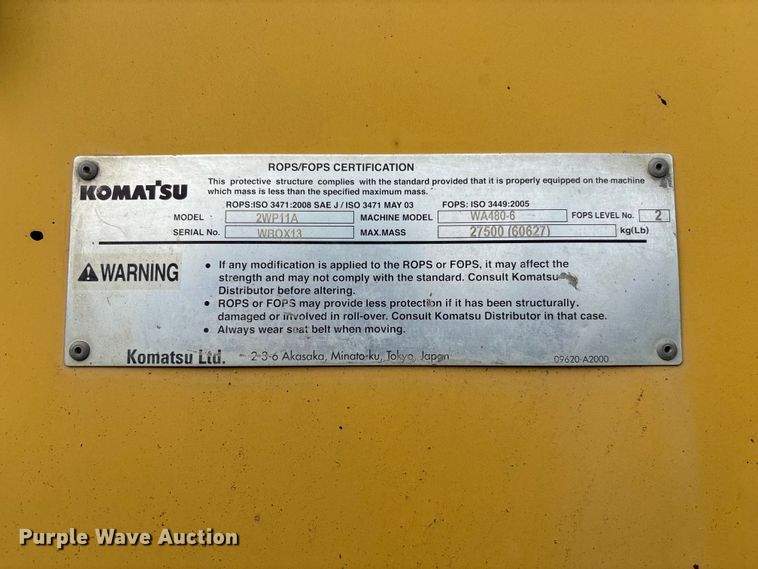 ROPS/FOPS CERTIFICATION
KOMATSU
This protective structure complies with the standard provided that it is properly equipped on the machine
which mass is less than the specified maximum mass.
ROPS:ISO 3471:2008 SAE J / ISO 3471 MAY 03 FOPS: ISO 3449:2005
MODEL 2WP11A MACHINE MODEL WA480-6 FOPS LEVEL No. 2
SERIAL No. WBOX13 MAX.MASS 27500 (60627) kg(Lb)
WARNING
• If any modification is applied to the ROPS or FOPS, it may affect the
strength and may not comply with the standard. Consult Komatsu
Distributor before altering.
• ROPS or FOPS may provide less protection if it has been structurally.
damaged or involved in roll-over. Consult Komatsu Distributor in that case.
• Always wear seat belt when moving.
Komatsu Ltd. 2-3-6 Akasaka, Minato-ku, Tokyo, Japan 09620-A2000
Purple Wave Auction